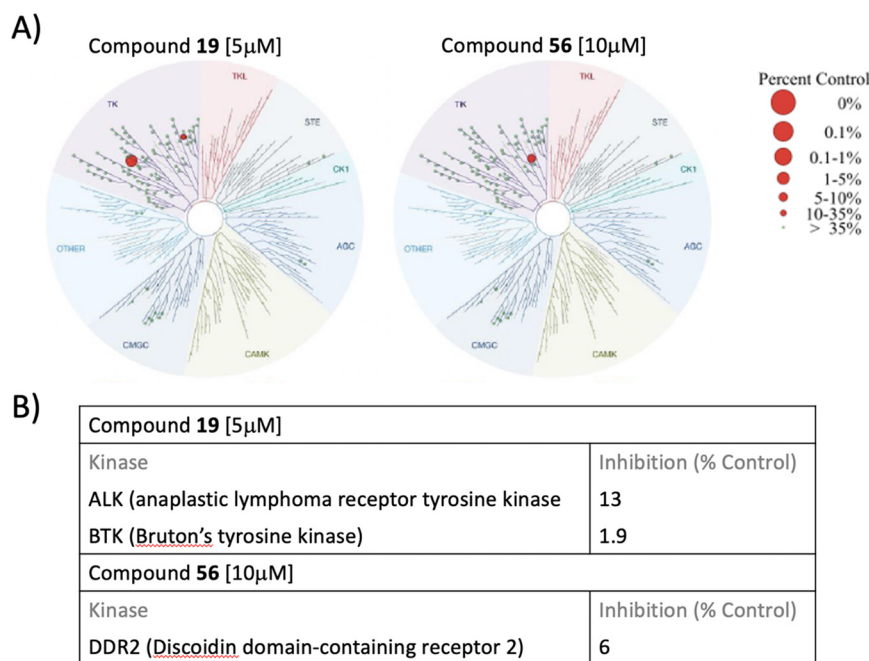 A)
Compound 19 [5μM]
Compound 56 [10μM]
TK
TKL
STE
CK1
AGC
CAMK
CMGC
OTHER
TK
TKL
STE
CK1
AGC
CAMK
CMGC
OTHER
Percent Control
0%
0.1%
0.1-1%
1-5%
5-10%
10-35%
> 35%
B)
Compound 19 [5μM]
Kinase Inhibition (% Control)
ALK (anaplastic lymphoma receptor tyrosine kinase 13
BTK (Bruton's tyrosine kinase) 1.9
Compound 56 [10μM]
Kinase Inhibition (% Control)
DDR2 (Discoidin domain-containing receptor 2) 6